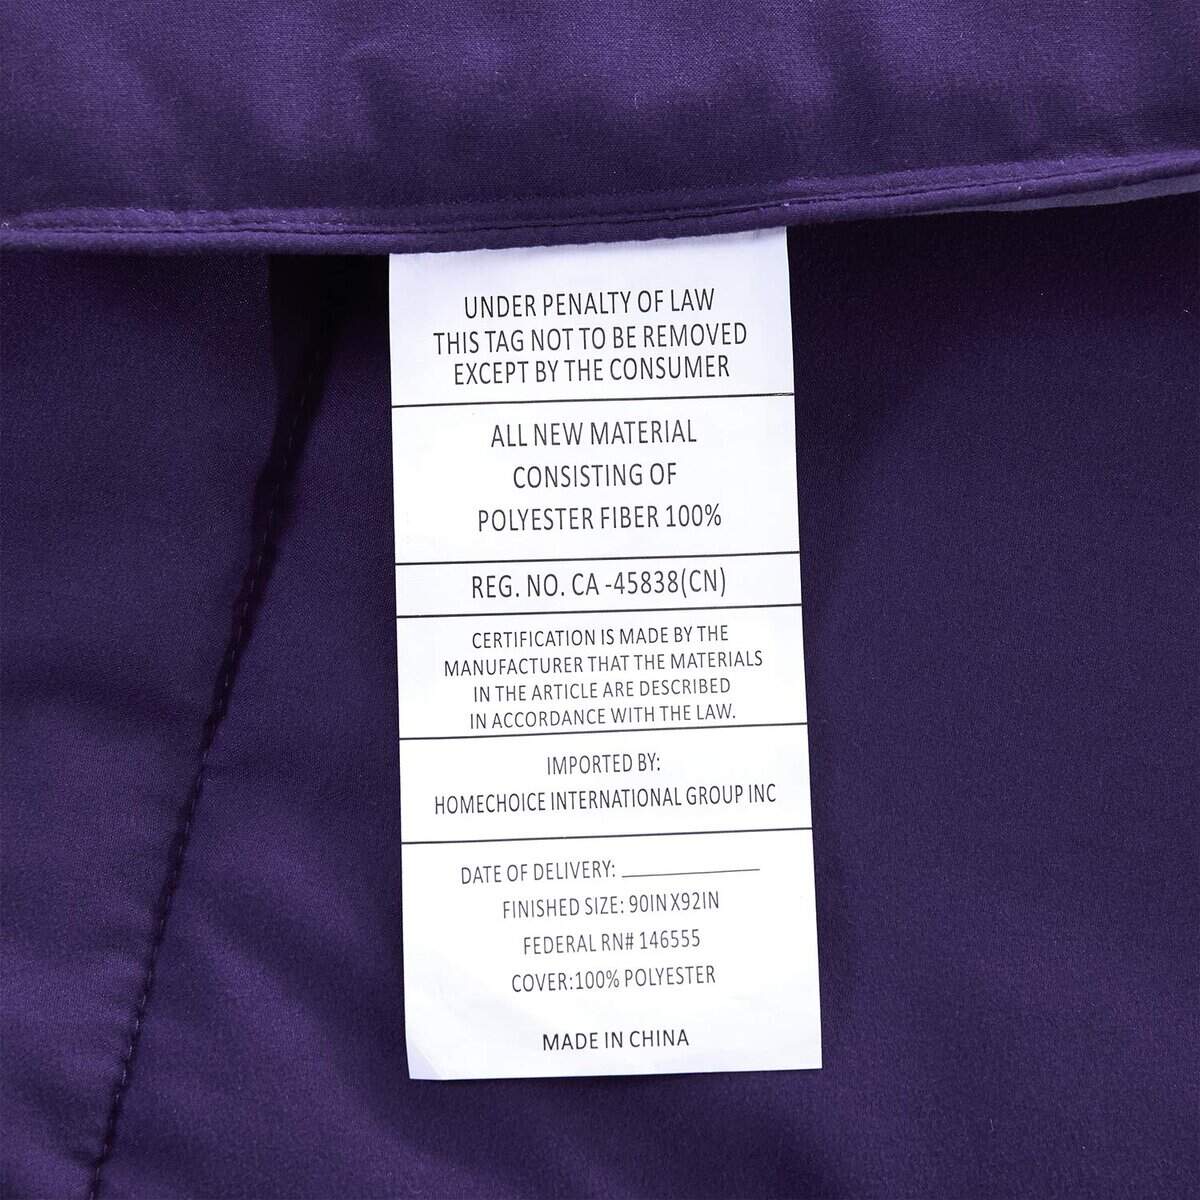 UNDER PENALTY OF LAW
THIS TAG NOT TO BE REMOVED
EXCEPT BY THE CONSUMER
ALL NEW MATERIAL
CONSISTING OF
POLYESTER FIBER 100%
REG. NO. CA -45838(CN)
CERTIFICATION IS MADE BY THE
MANUFACTURER THAT THE MATERIALS
IN THE ARTICLE ARE DESCRIBED
IN ACCORDANCE WITH THE LAW.
IMPORTED BY:
HOMECHOICE INTERNATIONAL GROUP INC
DATE OF DELIVERY: ____________
FINISHED SIZE: 90INX92IN
FEDERAL RN# 146555
COVER:100% POLYESTER
MADE IN CHINA